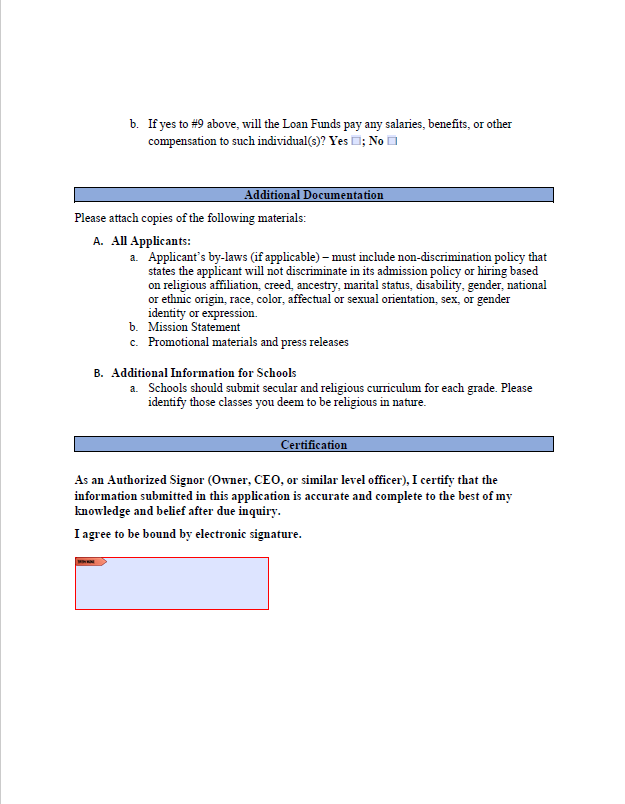 b. If yes to #9 above, will the Loan Funds pay any salaries, benefits, or other
compensation to such individual(s)? Yes ☐; No ☐
Additional Documentation
Please attach copies of the following materials:
A. All Applicants:
a. Applicant's by-laws (if applicable) – must include non-discrimination policy that
states the applicant will not discriminate in its admission policy or hiring based
on religious affiliation, creed, ancestry, marital status, disability, gender, national
or ethnic origin, race, color, affectual or sexual orientation, sex, or gender
identity or expression.
b. Mission Statement
c. Promotional materials and press releases
B. Additional Information for Schools
a. Schools should submit secular and religious curriculum for each grade. Please
identify those classes you deem to be religious in nature.
Certification
As an Authorized Signor (Owner, CEO, or similar level officer), I certify that the
information submitted in this application is accurate and complete to the best of my
knowledge and belief after due inquiry.
I agree to be bound by electronic signature.